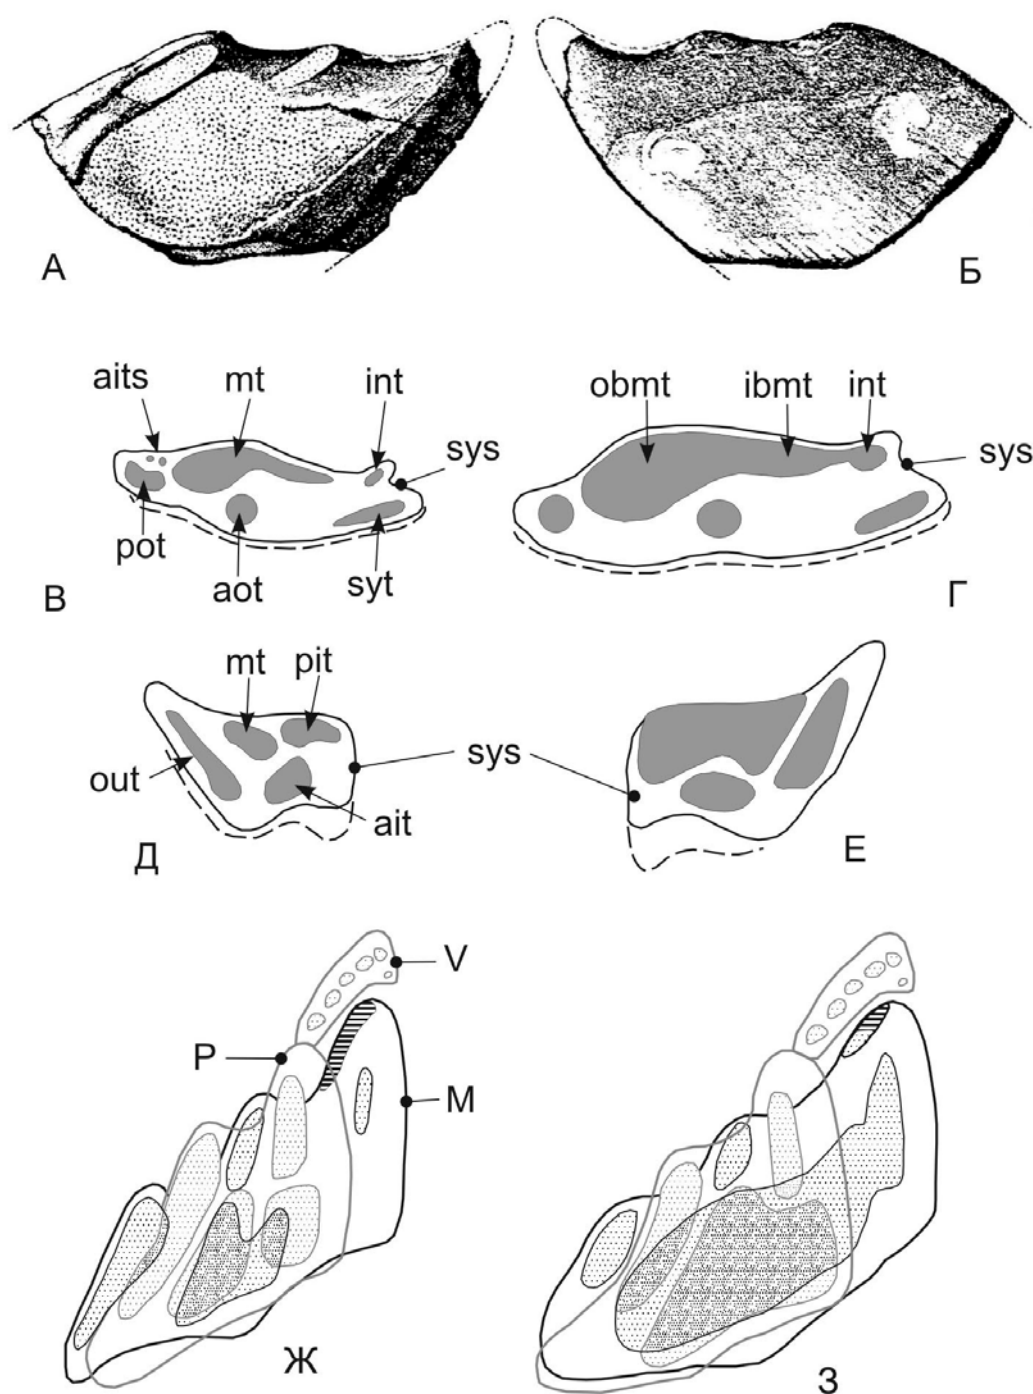 А Б
aits mt int
obmt ibmt int
sys
sys
pot
aot syt
В Г
mt pit
sys
out
ait
Д Е
V
P
M
Ж З